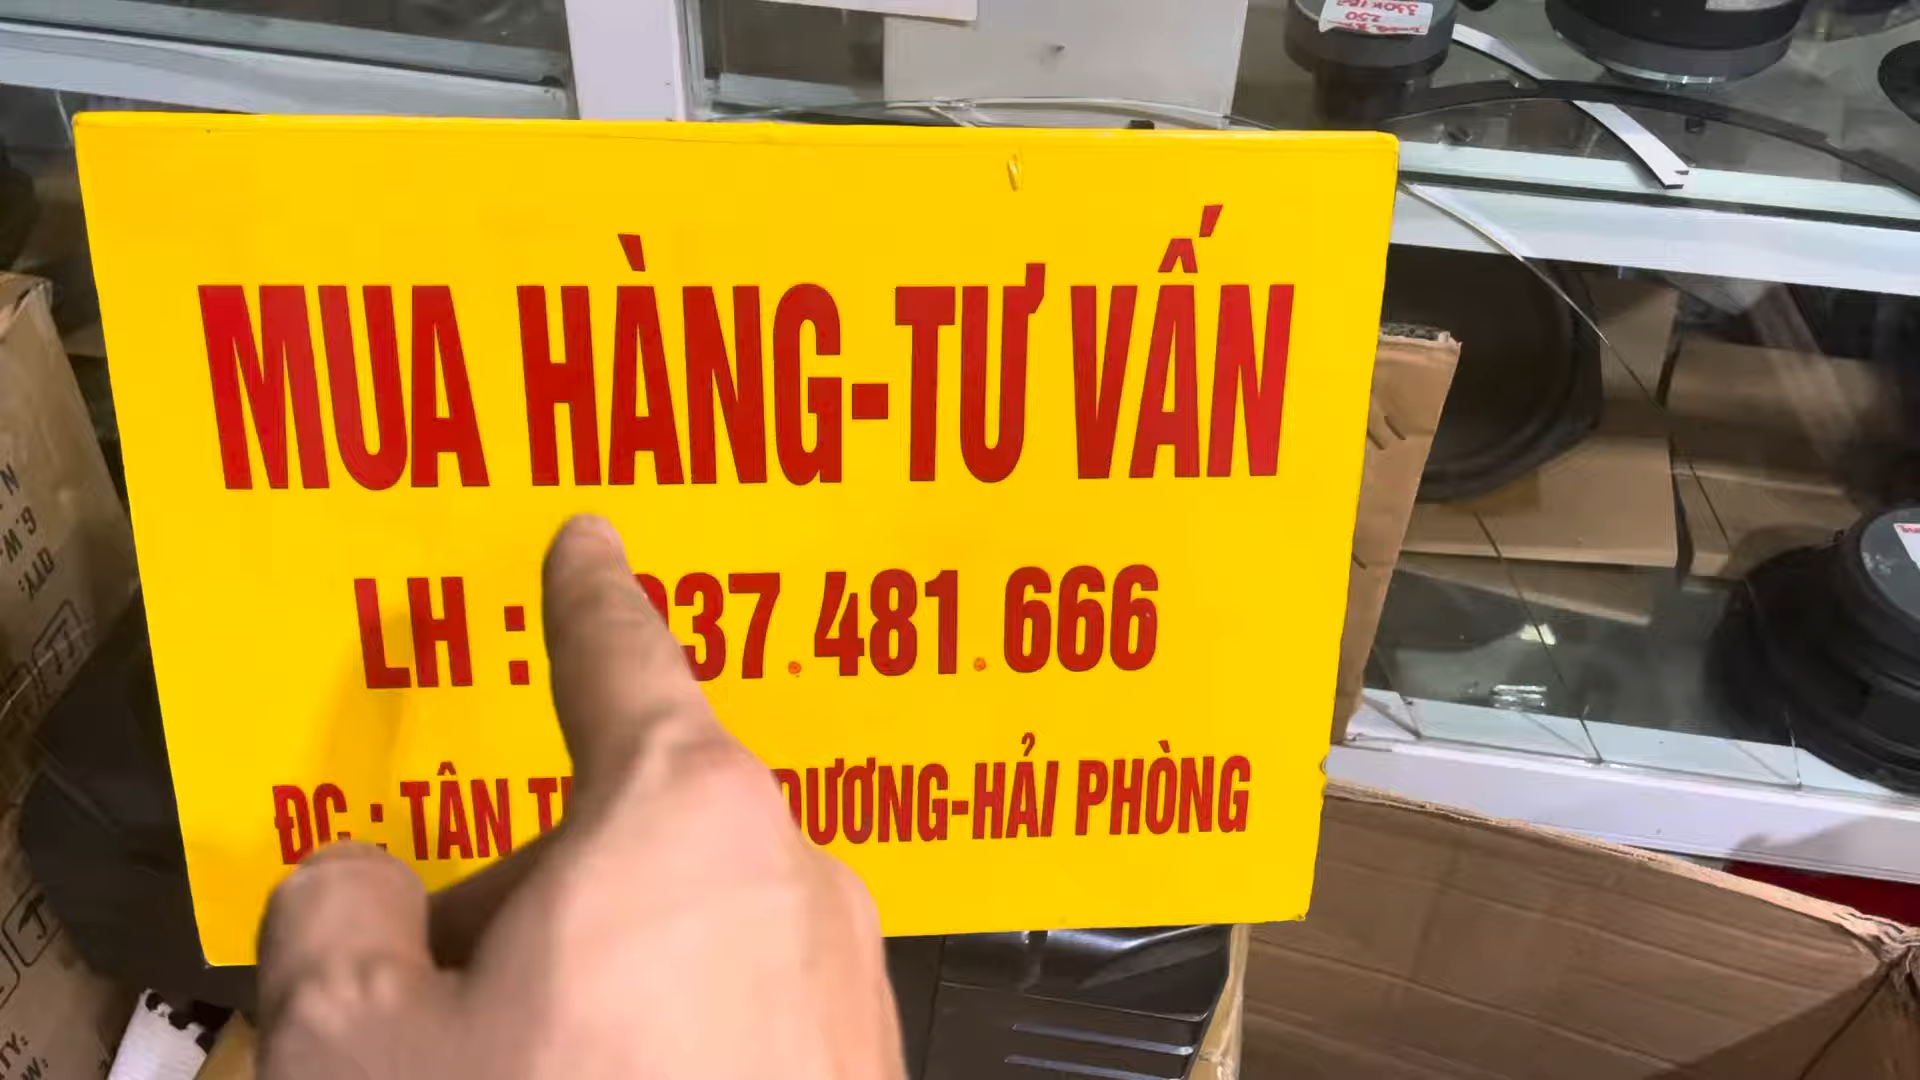 MUA HÀNG-TƯ VẤN
LH : 37.481.666
ĐC : TÂN DƯƠNG-HẢI PHÒNG